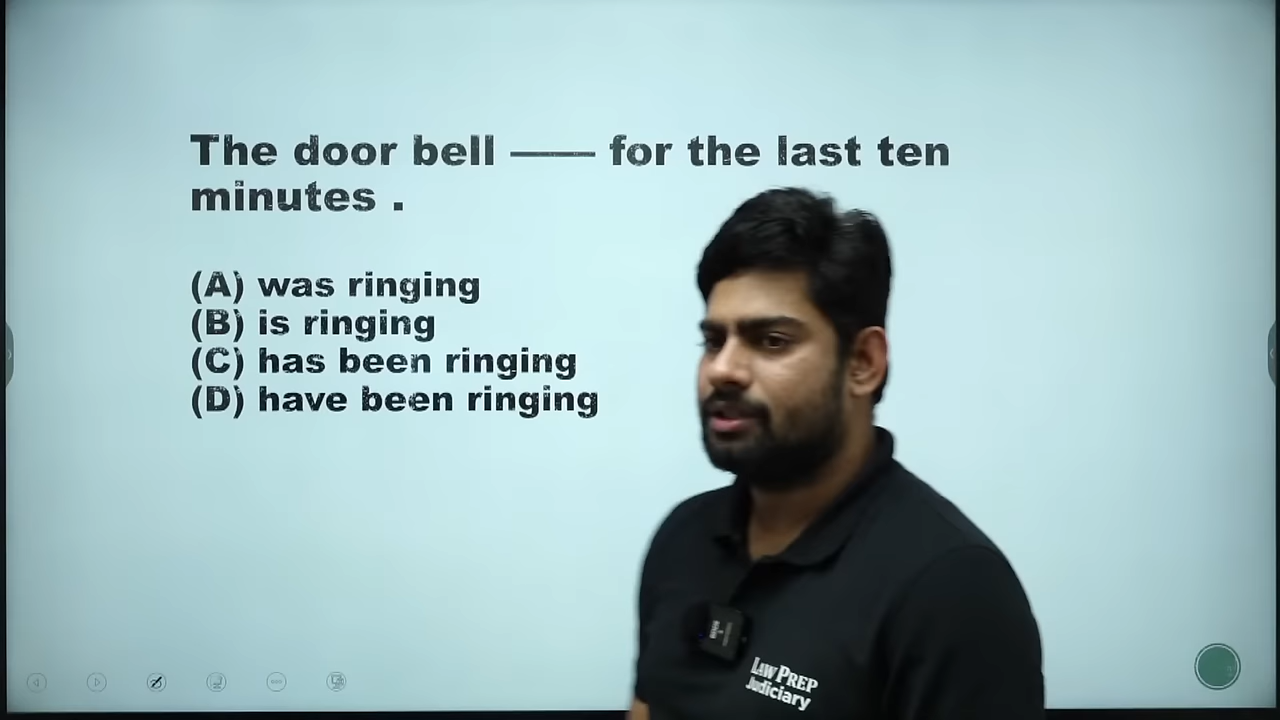 The door bell —— for the last ten
minutes .
(A) was ringing
(B) is ringing
(C) has been ringing
(D) have been ringing
LAW PREP
Judiciary